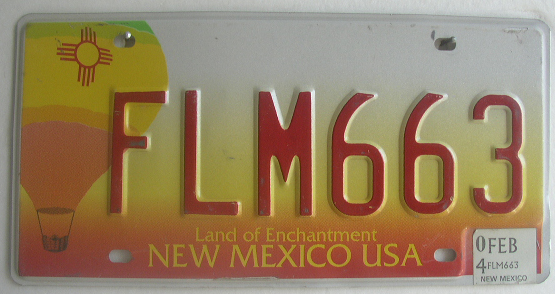 FLM663
Land of Enchantment
NEW MEXICO USA
0 FEB
4 FLM663
NEW MEXICO